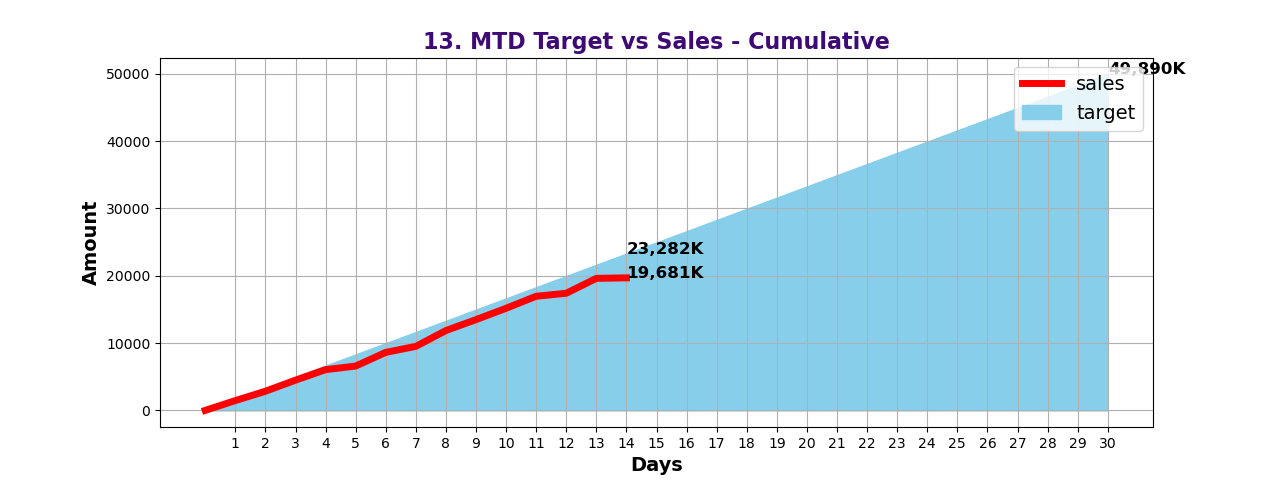 13. MTD Target vs Sales - Cumulative
49,890K
sales
target
50000
40000
30000
20000
10000
0
Amount
23,282K
19,681K
1 2 3 4 5 6 7 8 9 10 11 12 13 14 15 16 17 18 19 20 21 22 23 24 25 26 27 28 29 30
Days